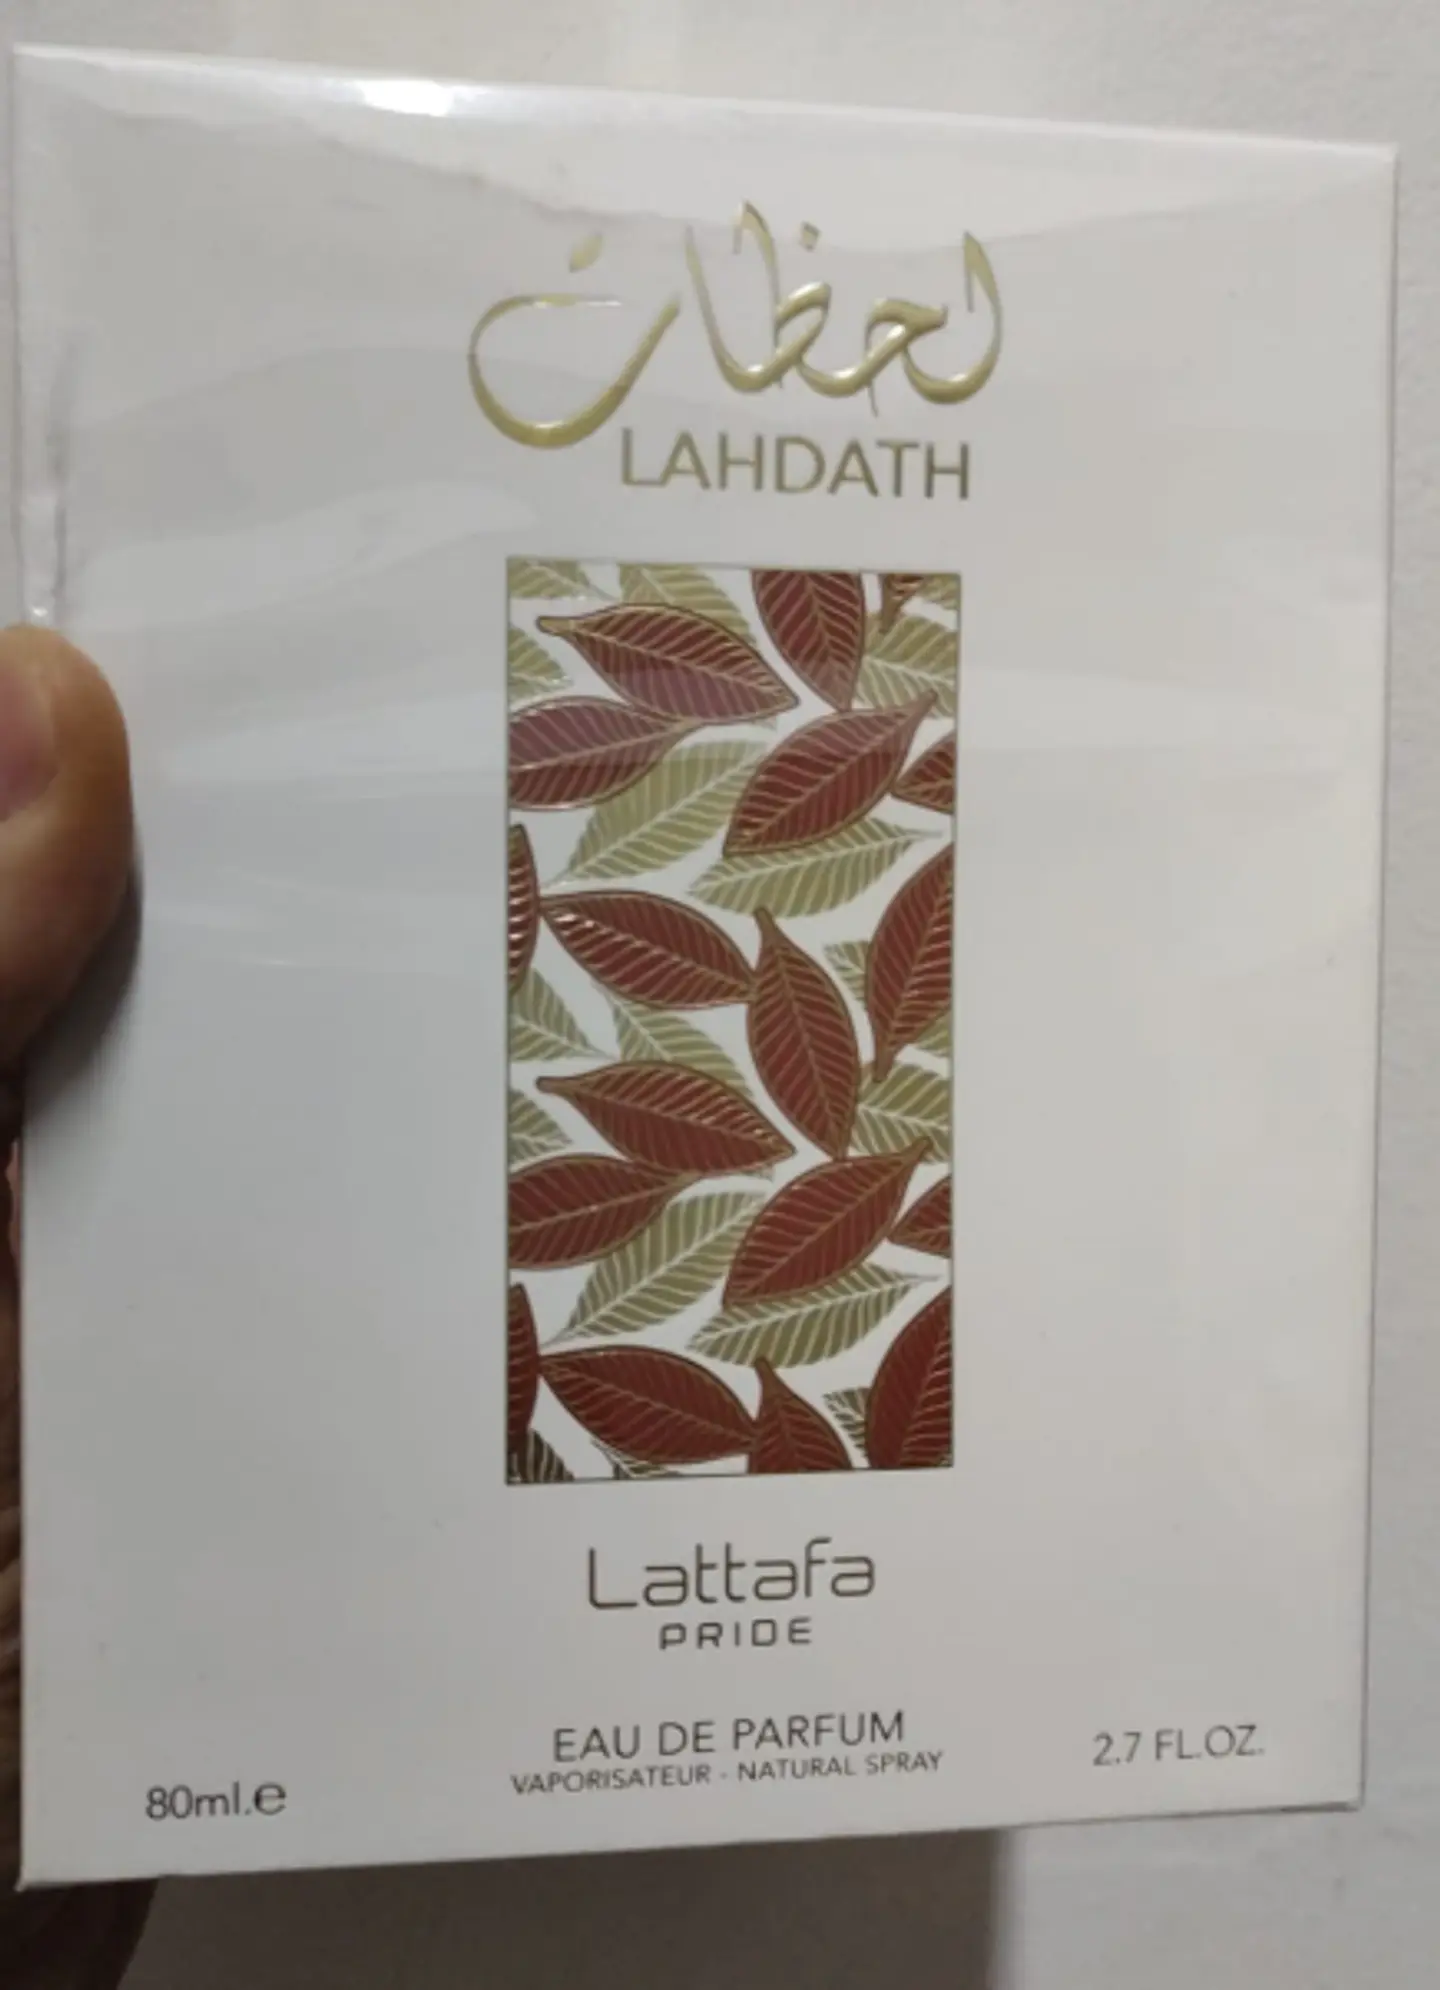 لحظات
LAHDATH
Lattafa
PRIDE
EAU DE PARFUM
VAPORISATEUR - NATURAL SPRAY
2.7 FL.OZ.
80ml.e